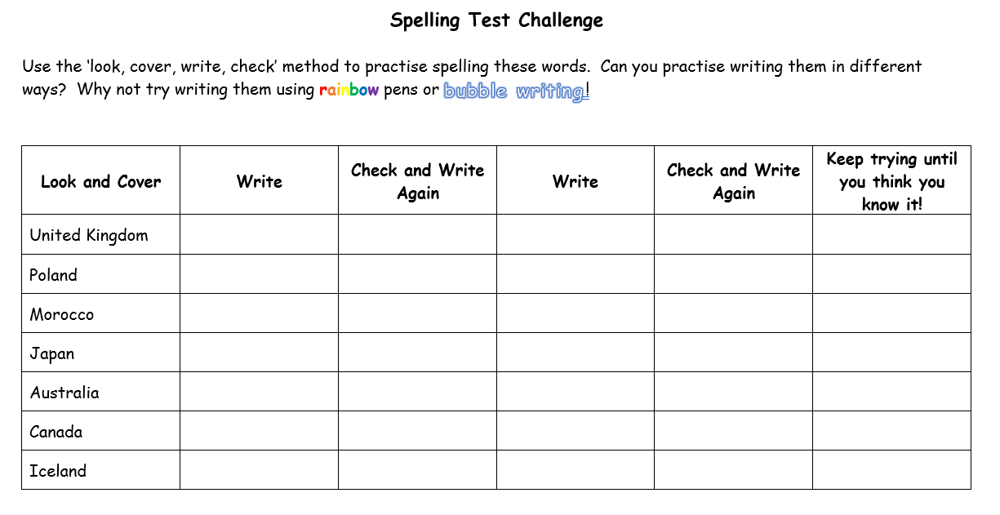 Spelling Test Challenge
Use the ‘look, cover, write, check’ method to practise spelling these words.  Can you practise writing them in different
ways?  Why not try writing them using rainbow pens or bubble writing!
Look and Cover
Write
Check and Write
Again
Write
Check and Write
Again
Keep trying until
you think you
know it!
United Kingdom
Poland
Morocco
Japan
Australia
Canada
Iceland